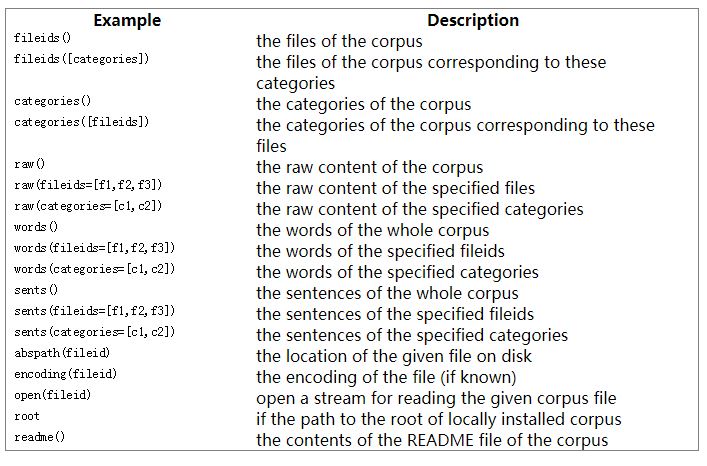 Example Description
fileids() the files of the corpus
fileids([categories]) the files of the corpus corresponding to these
categories
categories() the categories of the corpus
categories([fileids]) the categories of the corpus corresponding to these
files
raw() the raw content of the corpus
raw(fileids=[f1,f2,f3]) the raw content of the specified files
raw(categories=[c1,c2]) the raw content of the specified categories
words() the words of the whole corpus
words(fileids=[f1,f2,f3]) the words of the specified fileids
words(categories=[c1,c2]) the words of the specified categories
sents() the sentences of the whole corpus
sents(fileids=[f1,f2,f3]) the sentences of the specified fileids
sents(categories=[c1,c2]) the sentences of the specified categories
abspath(fileid) the location of the given file on disk
encoding(fileid) the encoding of the file (if known)
open(fileid) open a stream for reading the given corpus file
root if the path to the root of locally installed corpus
readme() the contents of the README file of the corpus